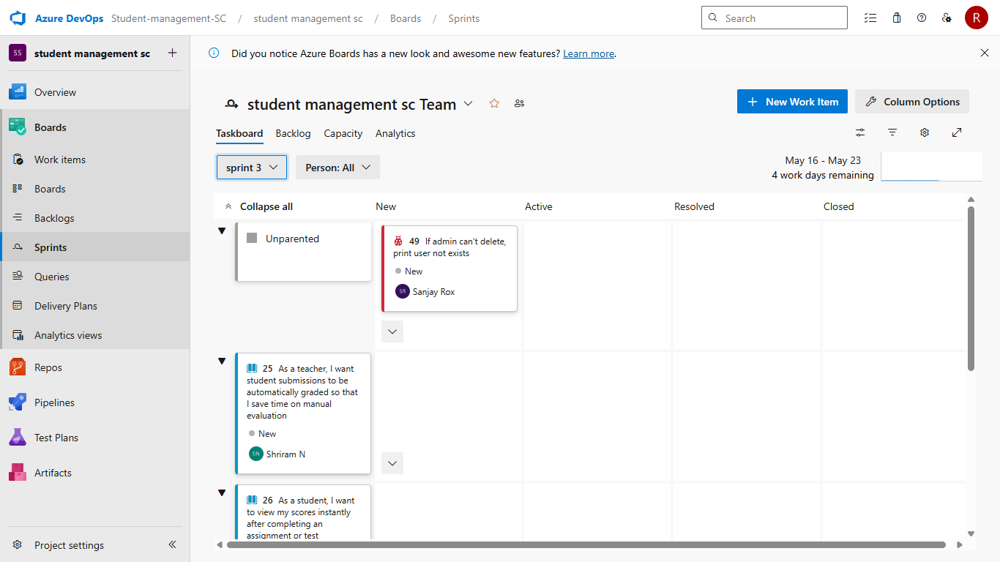 Azure DevOps Student-management-SC / student management sc / Boards / Sprints
Search
R
SS student management sc
Did you notice Azure Boards has a new look and awesome new features? Learn more.
Overview
Boards
Work items
Boards
Backlogs
Sprints
Queries
Delivery Plans
Analytics views
Repos
Pipelines
Test Plans
Artifacts
Project settings
student management sc Team
New Work Item
Column Options
Taskboard Backlog Capacity Analytics
sprint 3
Person: All
May 16 - May 23
4 work days remaining
Collapse all New Active Resolved Closed
Unparented
49 If admin can't delete,
print user not exists
New
SR Sanjay Rox
25 As a teacher, I want
student submissions to be
automatically graded so that
I save time on manual
evaluation
New
SN Shriram N
26 As a student, I want
to view my scores instantly
after completing an
assignment or test